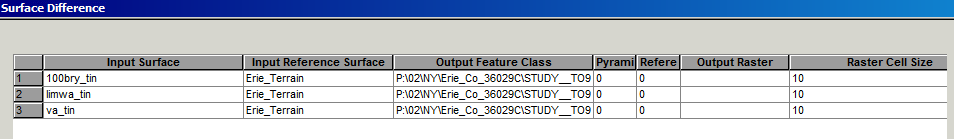 Surface Difference
Input Surface Input Reference Surface Output Feature Class Pyrami Refere Output Raster Raster Cell Size
1 100bry_tin Erie_Terrain P:\02\NY\Erie_Co_36029C\STUDY__TO9 0 0 10
2 limwa_tin Erie_Terrain P:\02\NY\Erie_Co_36029C\STUDY__TO9 0 0 10
3 va_tin Erie_Terrain P:\02\NY\Erie_Co_36029C\STUDY__TO9 0 0 10